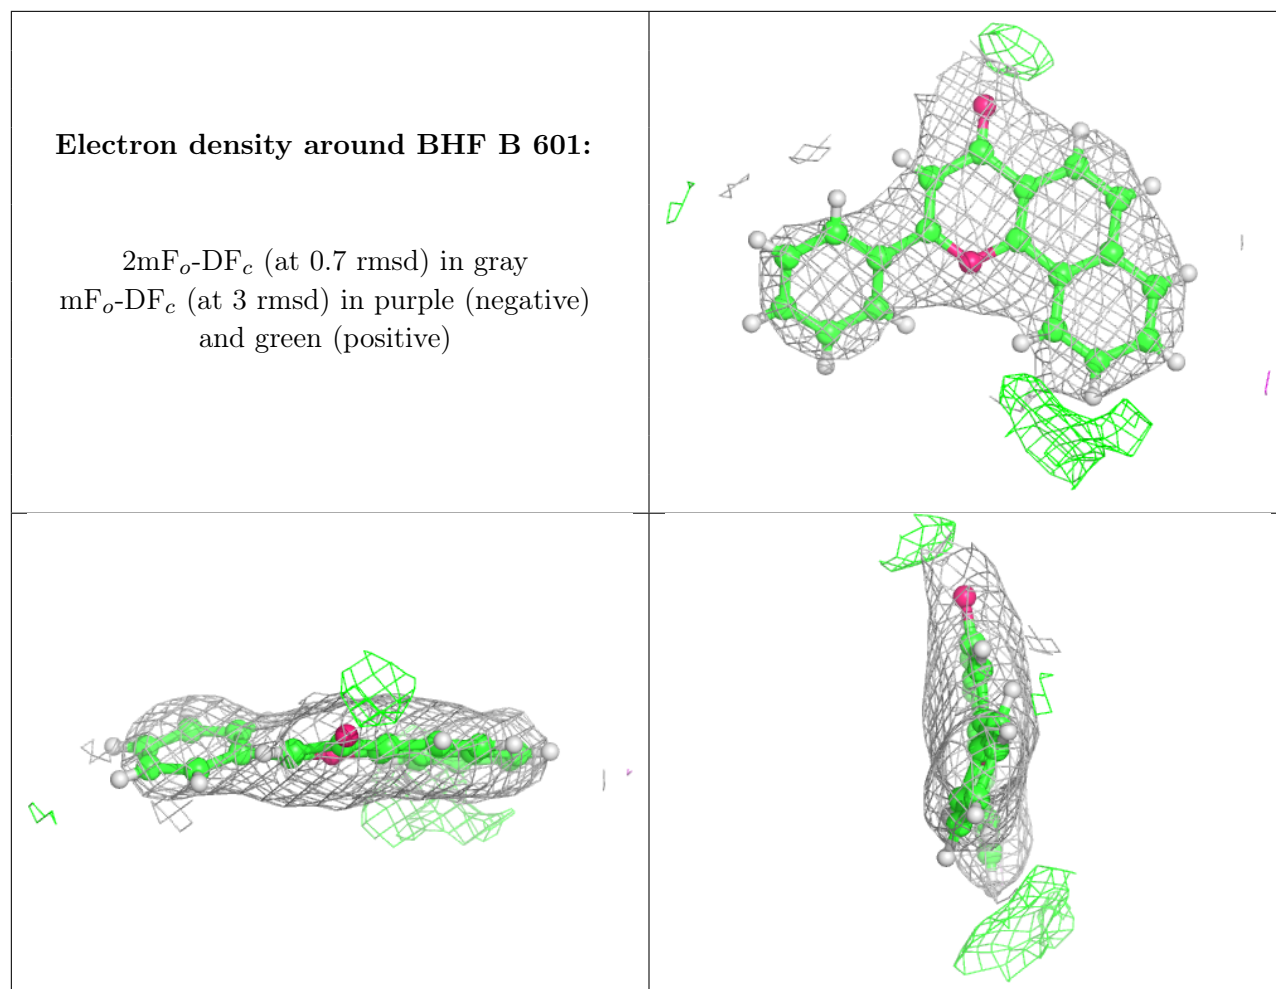 Electron density around BHF B 601:
2mFo-DFc (at 0.7 rmsd) in gray
mFo-DFc (at 3 rmsd) in purple (negative)
and green (positive)